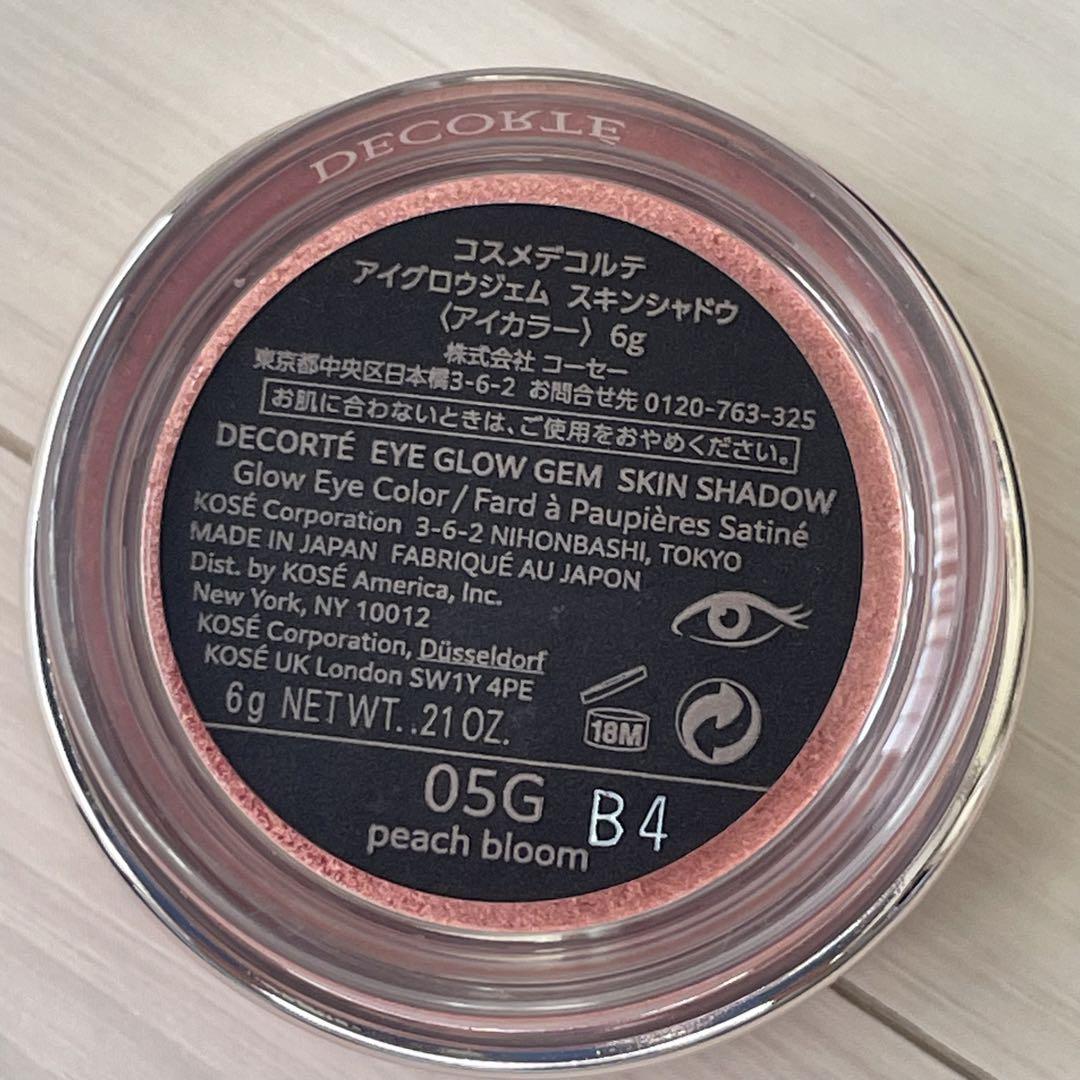 DECORTÉ
コスメデコルテ
アイグロウジェム スキンシャドウ
〈アイカラー〉 6g
株式会社 コーセー
東京都中央区日本橋3-6-2 お問合せ先 0120-763-325
お肌に合わないときは、ご使用をおやめください。
DECORTÉ EYE GLOW GEM SKIN SHADOW
Glow Eye Color / Fard à Paupières Satiné
KOSÉ Corporation 3-6-2 NIHONBASHI, TOKYO
MADE IN JAPAN FABRIQUÉ AU JAPON
Dist. by KOSÉ America, Inc.
New York, NY 10012
KOSÉ Corporation, Düsseldorf
KOSÉ UK London SW1Y 4PE
6g NET WT. .21 OZ.
18M
05G
peach bloom
B4